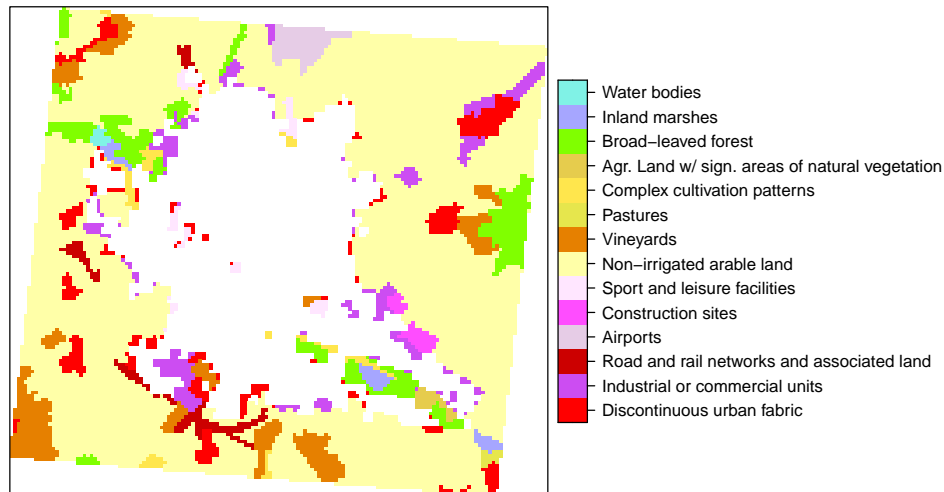 Water bodies
Inland marshes
Broad−leaved forest
Agr. Land w/ sign. areas of natural vegetation
Complex cultivation patterns
Pastures
Vineyards
Non−irrigated arable land
Sport and leisure facilities
Construction sites
Airports
Road and rail networks and associated land
Industrial or commercial units
Discontinuous urban fabric